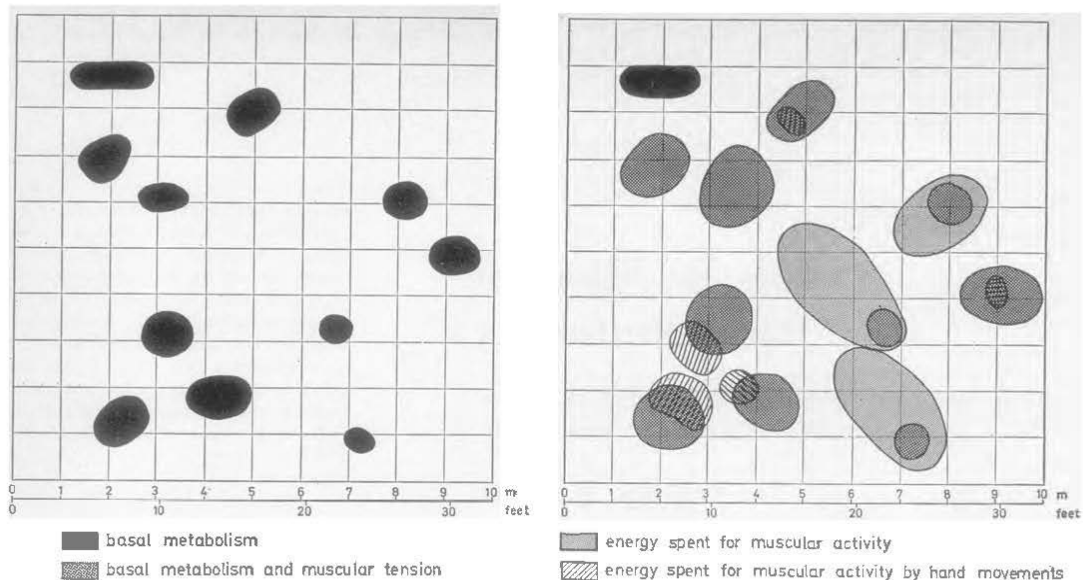 0 1 2 3 4 5 6 7 8 9 10 m
0 10 20 30 feet
basal metabolism
basal metabolism and muscular tension
0 2 3 4 5 6 7 8 9 10 m
0 10 20 30 feet
energy spent for muscular activity
energy spent for muscular activity by hand movements